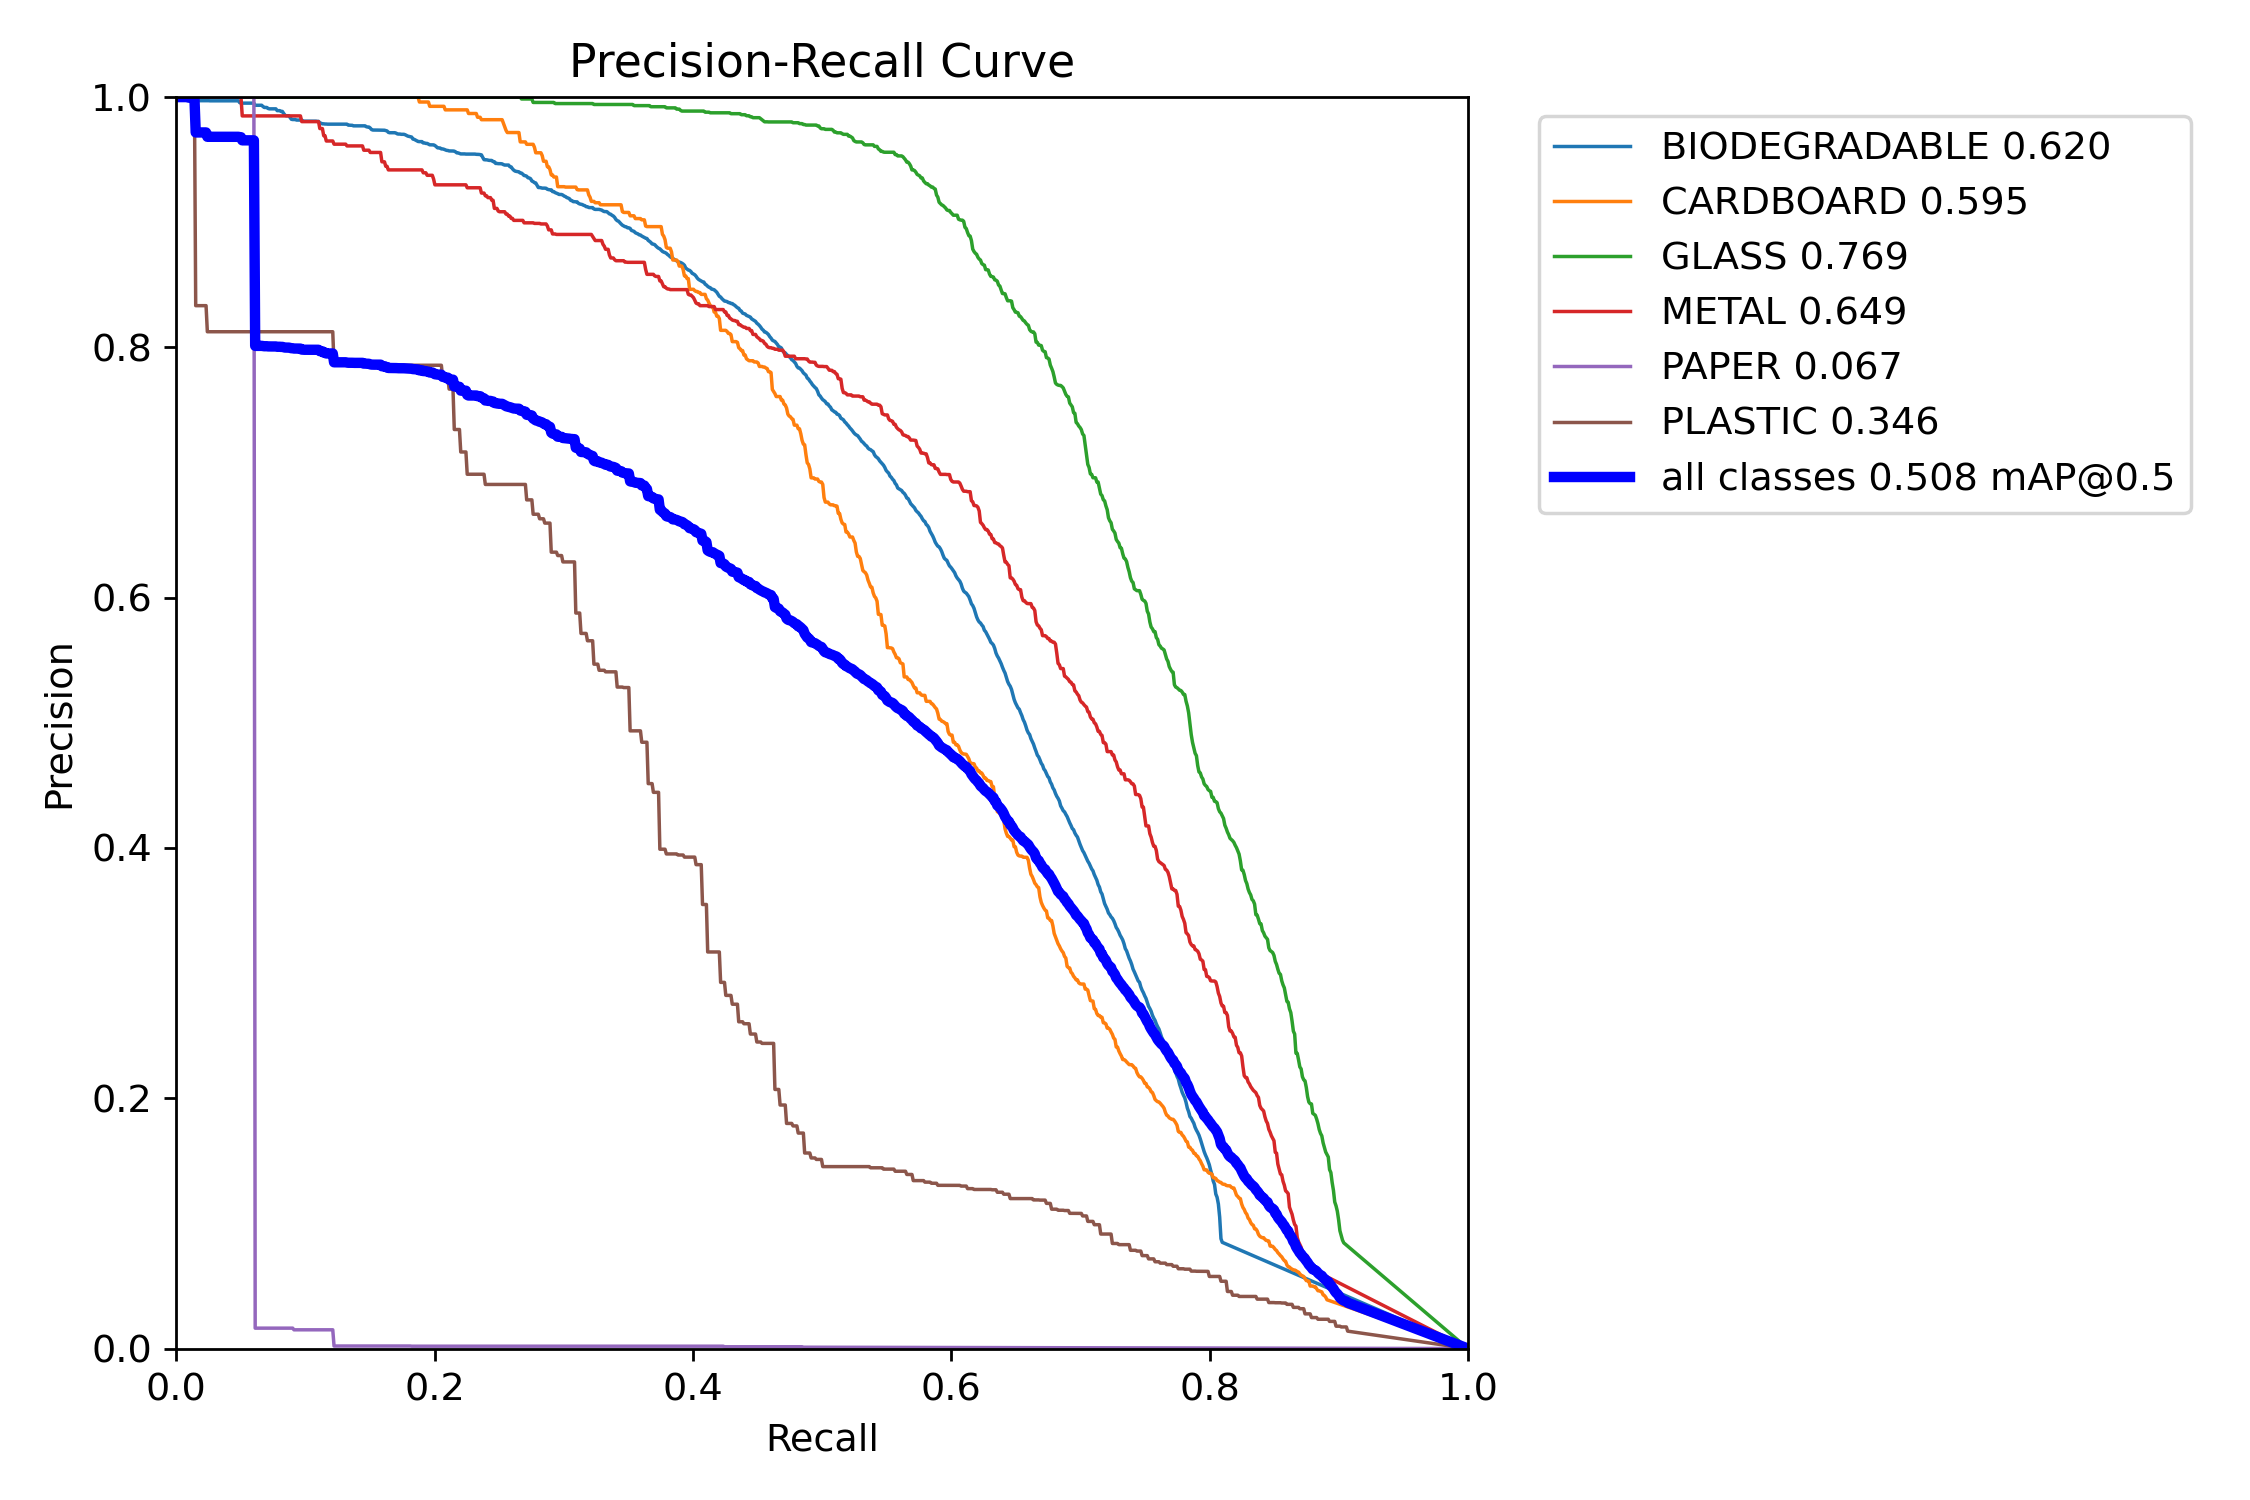 Precision-Recall Curve
1.0
0.8
0.6
0.4
0.2
0.0
Precision
0.0 0.2 0.4 0.6 0.8 1.0
Recall
BIODEGRADABLE 0.620
CARDBOARD 0.595
GLASS 0.769
METAL 0.649
PAPER 0.067
PLASTIC 0.346
all classes 0.508 mAP@0.5